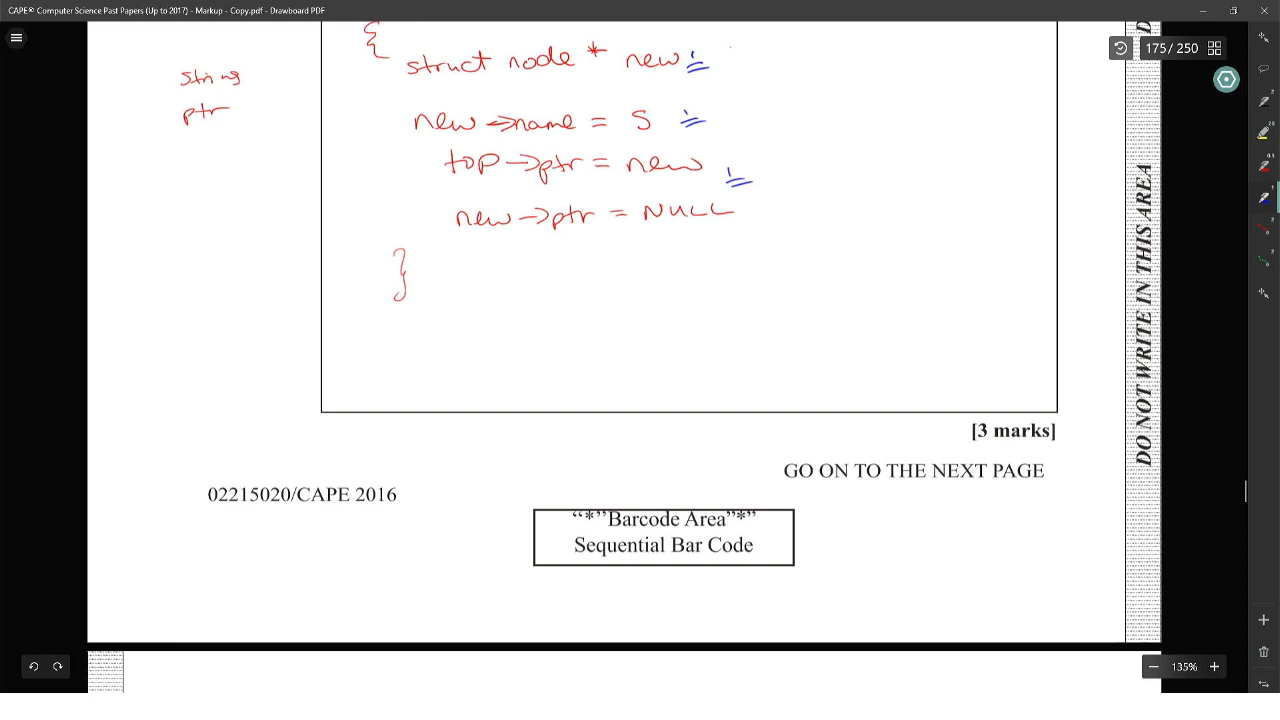 CAPE® Computer Science Past Papers (Up to 2017) - Markup - Copy.pdf - Drawboard PDF
175 / 250
{
struct node * new
string
ptr
new →name = S
top →ptr = new
new →ptr = NULL
}
[3 marks]
GO ON TO THE NEXT PAGE
02215020/CAPE 2016
“*”Barcode Area”*”
Sequential Bar Code
DO NOT WRITE IN THIS AREA
135%